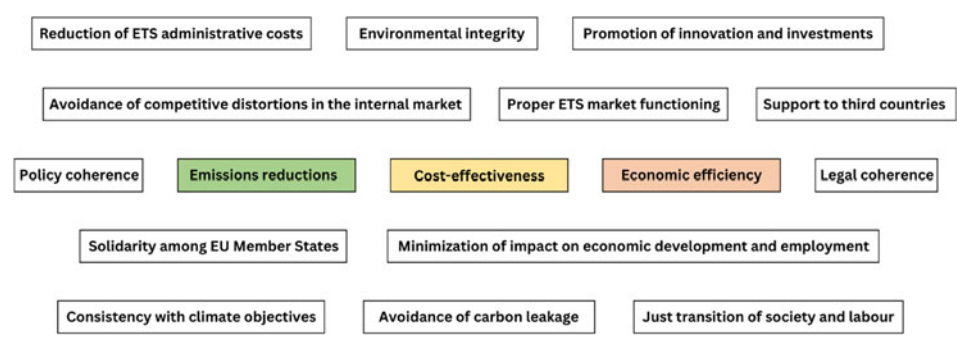 Reduction of ETS administrative costs
Environmental integrity
Promotion of innovation and investments
Avoidance of competitive distortions in the internal market
Proper ETS market functioning
Support to third countries
Policy coherence
Emissions reductions
Cost-effectiveness
Economic efficiency
Legal coherence
Solidarity among EU Member States
Minimization of impact on economic development and employment
Consistency with climate objectives
Avoidance of carbon leakage
Just transition of society and labour